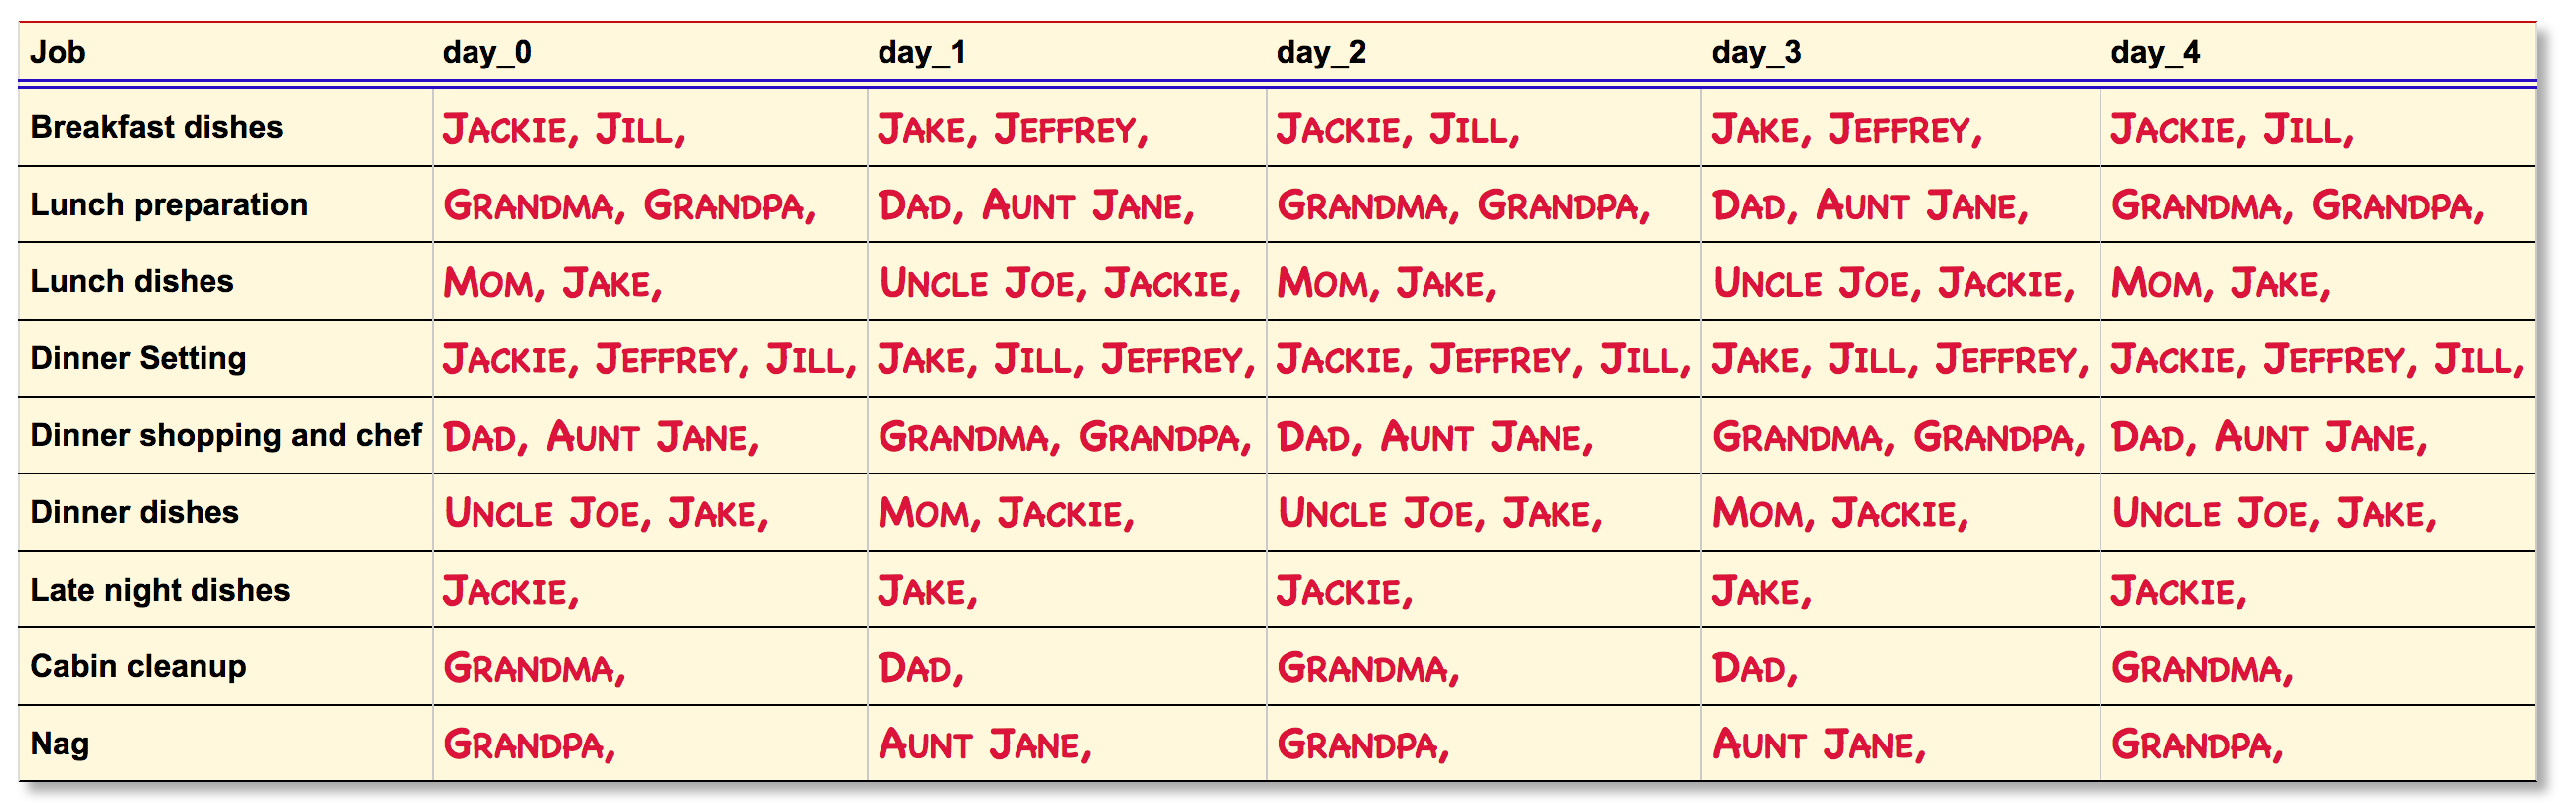 Job day_0 day_1 day_2 day_3 day_4
Breakfast dishes Jackie, Jill, Jake, Jeffrey, Jackie, Jill, Jake, Jeffrey, Jackie, Jill,
Lunch preparation Grandma, Grandpa, Dad, Aunt Jane, Grandma, Grandpa, Dad, Aunt Jane, Grandma, Grandpa,
Lunch dishes Mom, Jake, Uncle Joe, Jackie, Mom, Jake, Uncle Joe, Jackie, Mom, Jake,
Dinner Setting Jackie, Jeffrey, Jill, Jake, Jill, Jeffrey, Jackie, Jeffrey, Jill, Jake, Jill, Jeffrey, Jackie, Jeffrey, Jill,
Dinner shopping and chef Dad, Aunt Jane, Grandma, Grandpa, Dad, Aunt Jane, Grandma, Grandpa, Dad, Aunt Jane,
Dinner dishes Uncle Joe, Jake, Mom, Jackie, Uncle Joe, Jake, Mom, Jackie, Uncle Joe, Jake,
Late night dishes Jackie, Jake, Jackie, Jake, Jackie,
Cabin cleanup Grandma, Dad, Grandma, Dad, Grandma,
Nag Grandpa, Aunt Jane, Grandpa, Aunt Jane, Grandpa,